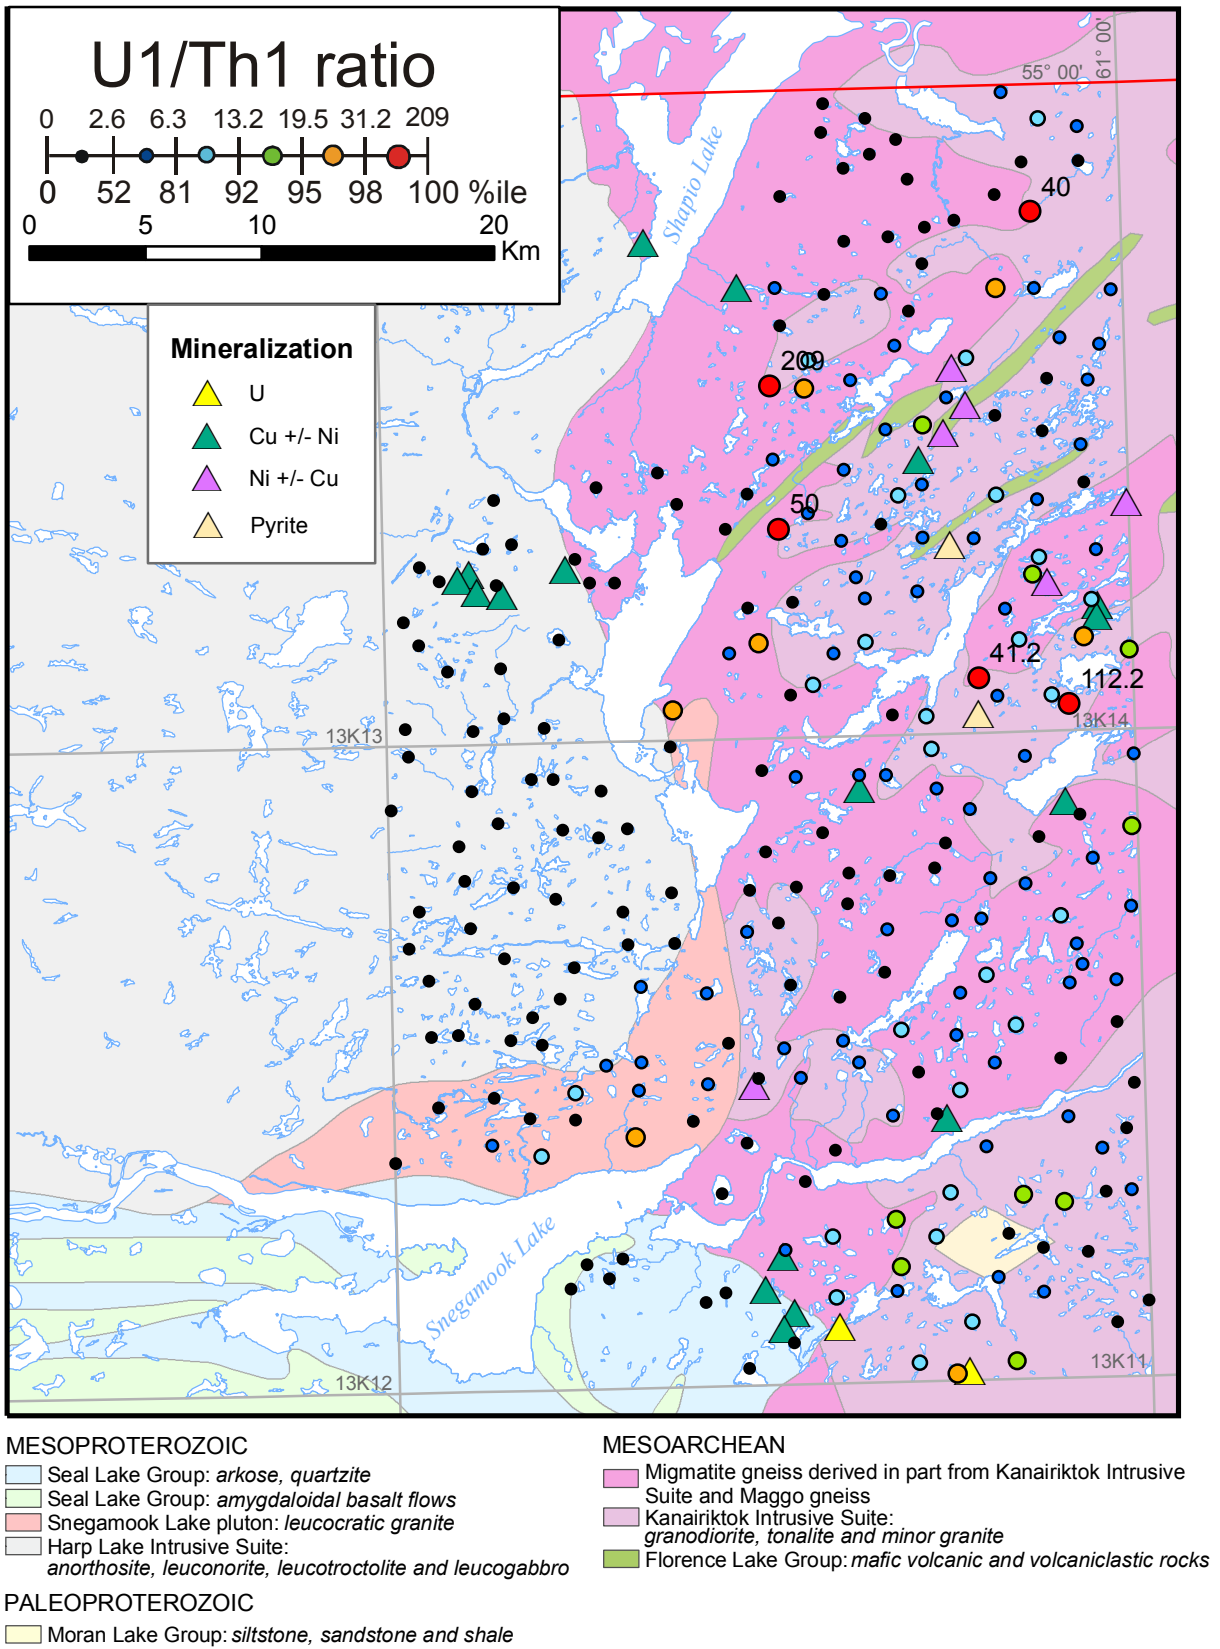 U1/Th1 ratio
0 2.6 6.3 13.2 19.5 31.2 209
0 52 81 92 95 98 100 %ile
0 5 10 20
Km
Mineralization
U
Cu +/- Ni
Ni +/- Cu
Pyrite
61° 00'
55° 00'
Shapio Lake
40
209
50
41.2
112.2
13K14
13K13
Snegamook Lake
13K11
13K12
MESOPROTEROZOIC
Seal Lake Group: arkose, quartzite
Seal Lake Group: amygdaloidal basalt flows
Snegamook Lake pluton: leucocratic granite
Harp Lake Intrusive Suite:
anorthosite, leuconorite, leucotroctolite and leucogabbro
PALEOPROTEROZOIC
Moran Lake Group: siltstone, sandstone and shale
MESOARCHEAN
Migmatite gneiss derived in part from Kanairiktok Intrusive
Suite and Maggo gneiss
Kanairiktok Intrusive Suite:
granodiorite, tonalite and minor granite
Florence Lake Group: mafic volcanic and volcaniclastic rocks